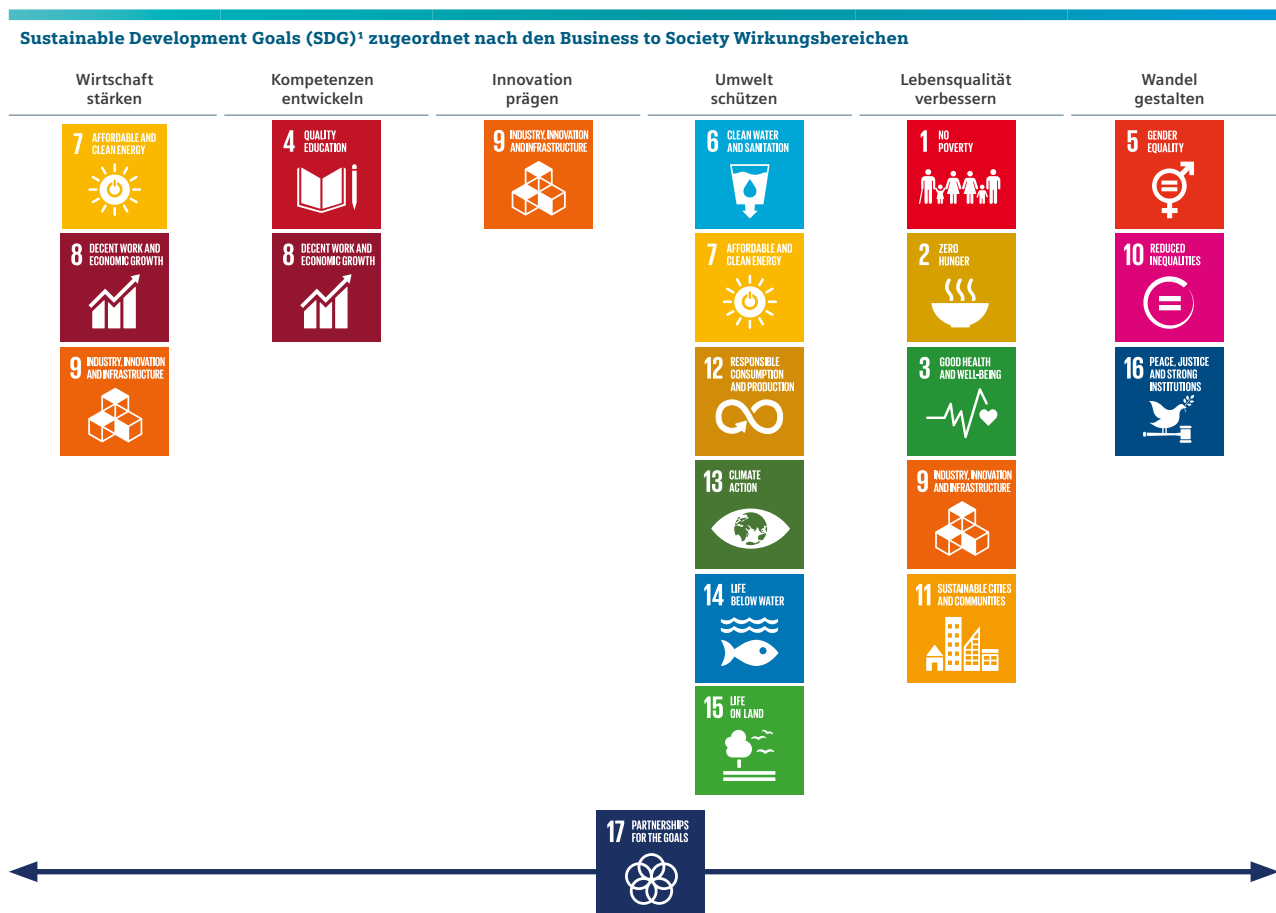 Sustainable Development Goals (SDG)¹ zugeordnet nach den Business to Society Wirkungsbereichen
Wirtschaft
stärken
7 AFFORDABLE AND
CLEAN ENERGY
8 DECENT WORK AND
ECONOMIC GROWTH
9 INDUSTRY, INNOVATION
AND INFRASTRUCTURE
Kompetenzen
entwickeln
4 QUALITY
EDUCATION
8 DECENT WORK AND
ECONOMIC GROWTH
Innovation
prägen
9 INDUSTRY, INNOVATION
AND INFRASTRUCTURE
Umwelt
schützen
6 CLEAN WATER
AND SANITATION
7 AFFORDABLE AND
CLEAN ENERGY
12 RESPONSIBLE
CONSUMPTION
AND PRODUCTION
13 CLIMATE
ACTION
14 LIFE
BELOW WATER
15 LIFE
ON LAND
Lebensqualität
verbessern
1 NO
POVERTY
2 ZERO
HUNGER
3 GOOD HEALTH
AND WELL-BEING
9 INDUSTRY, INNOVATION
AND INFRASTRUCTURE
11 SUSTAINABLE CITIES
AND COMMUNITIES
Wandel
gestalten
5 GENDER
EQUALITY
10 REDUCED
INEQUALITIES
16 PEACE, JUSTICE
AND STRONG
INSTITUTIONS
17 PARTNERSHIPS
FOR THE GOALS